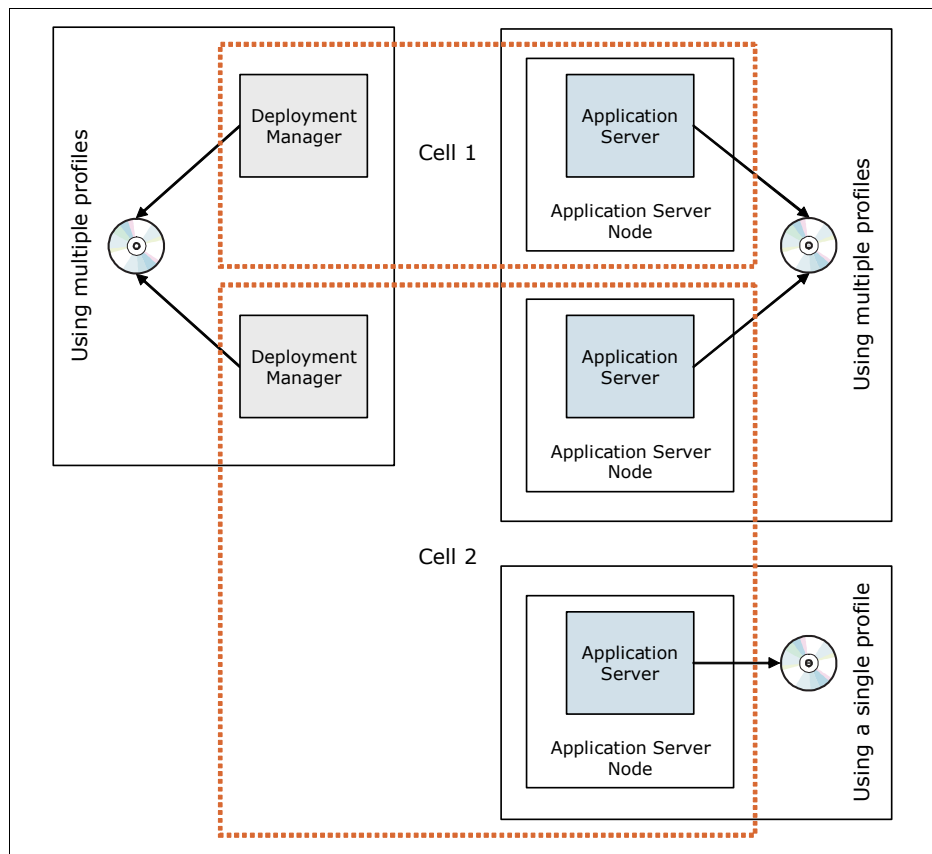 Using multiple profiles
Deployment
Manager
Cell 1
Application
Server
Application Server
Node
Using multiple profiles
Deployment
Manager
Application
Server
Application Server
Node
Cell 2
Application
Server
Application Server
Node
Using a single profile